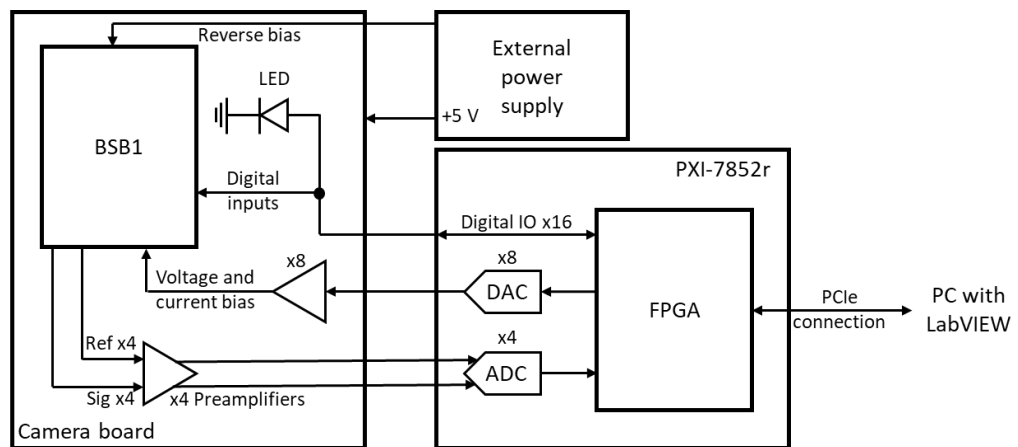 Reverse bias
External
power
supply
LED
+5 V
BSB1
PXI-7852r
Digital
inputs
Digital IO x16
x8
x8
Voltage and
current bias
DAC
FPGA
PCIe
connection
PC with
LabVIEW
Ref x4
x4
ADC
Sig x4
x4 Preamplifiers
Camera board